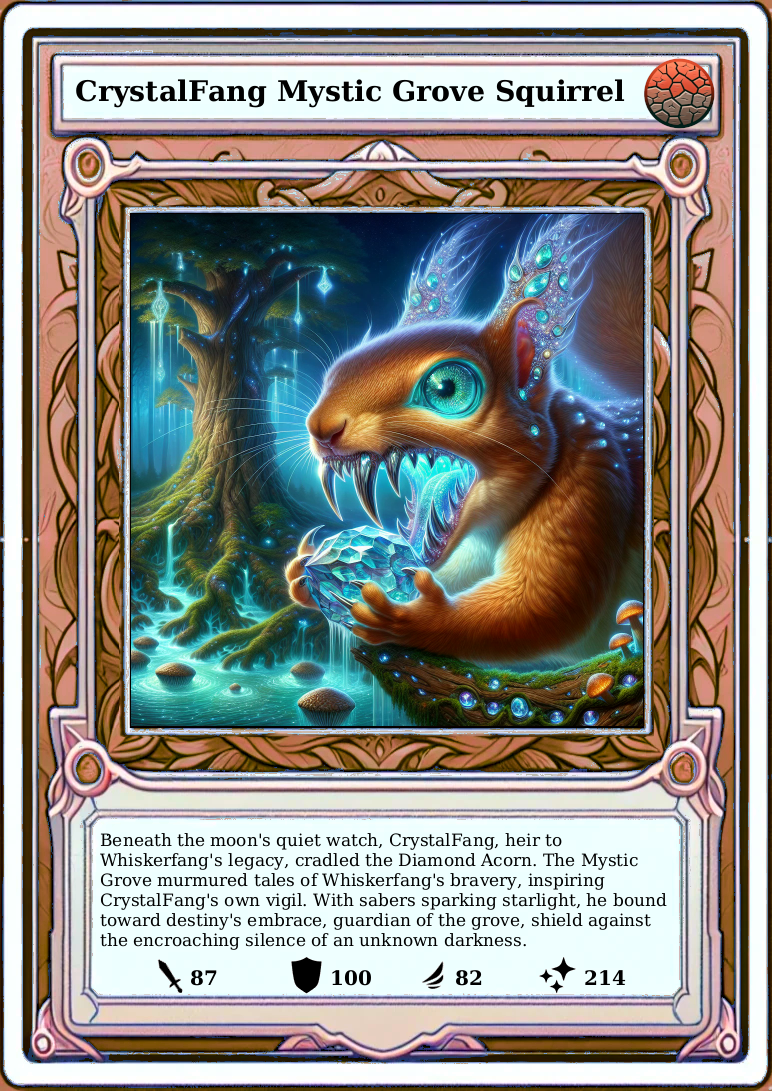 CrystalFang Mystic Grove Squirrel
Beneath the moon's quiet watch, CrystalFang, heir to
Whiskerfang's legacy, cradled the Diamond Acorn. The Mystic
Grove murmured tales of Whiskerfang's bravery, inspiring
CrystalFang's own vigil. With sabers sparking starlight, he bound
toward destiny's embrace, guardian of the grove, shield against
the encroaching silence of an unknown darkness.
87 100 82 214